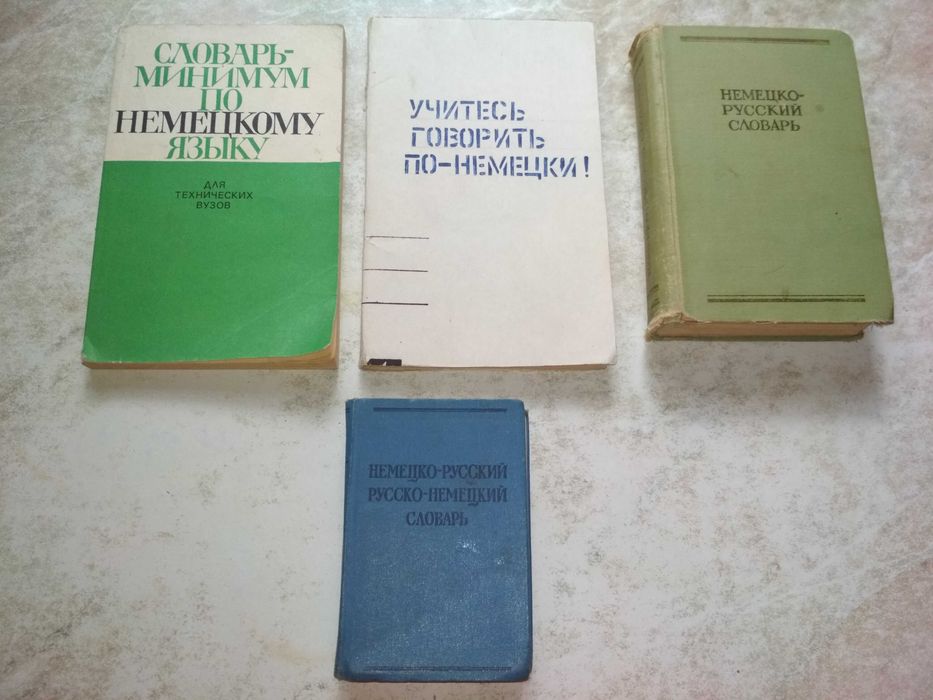 СЛОВАРЬ-
МИНИМУМ
ПО
НЕМЕЦКОМУ
ЯЗЫКУ
ДЛЯ
ТЕХНИЧЕСКИХ
ВУЗОВ
УЧИТЕСЬ
ГОВОРИТЬ
ПО-НЕМЕЦКИ!
НЕМЕЦКО-
РУССКИЙ
СЛОВАРЬ
НЕМЕЦКО-РУССКИЙ
РУССКО-НЕМЕЦКИЙ
СЛОВАРЬ